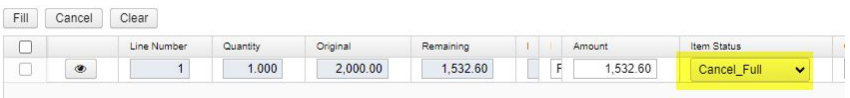 Fill Cancel Clear
Line Number Quantity Original Remaining Amount Item Status
1 1.000 2,000.00 1,532.60 F 1,532.60 Cancel_Full